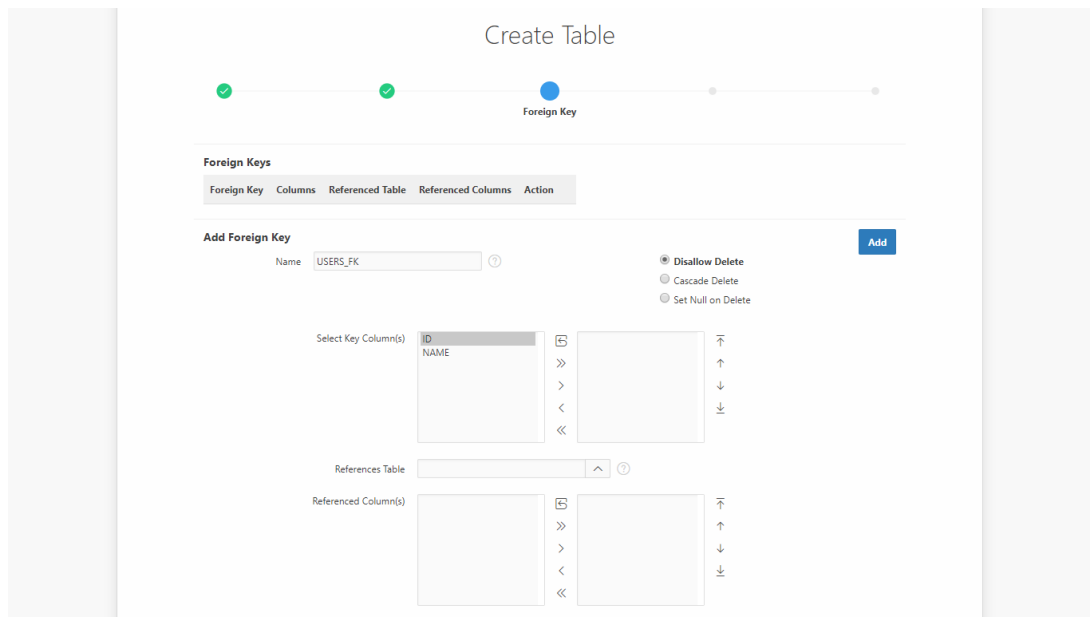 Create Table
Foreign Key
Foreign Keys
Foreign Key Columns Referenced Table Referenced Columns Action
Add Foreign Key
Add
Name USERS_FK
Disallow Delete
Cascade Delete
Set Null on Delete
Select Key Column(s)
ID
NAME
References Table
Referenced Column(s)